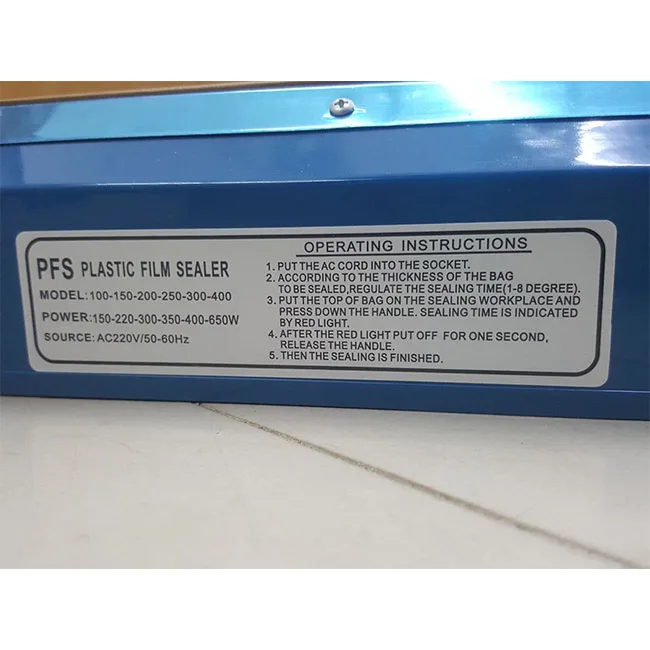 PFS PLASTIC FILM SEALER
MODEL: 100-150-200-250-300-400
POWER:150-220-300-350-400-650W
SOURCE: AC220V/50-60Hz
OPERATING INSTRUCTIONS
1. PUT THE AC CORD INTO THE SOCKET.
2. ACCORDING TO THE THICKNESS OF THE BAG
TO BE SEALED,REGULATE THE SEALING TIME(1-8 DEGREE).
3. PUT THE TOP OF BAG ON THE SEALING WORKPLACE AND
PRESS DOWN THE HANDLE. SEALING TIME IS INDICATED
BY RED LIGHT.
4. AFTER THE RED LIGHT PUT OFF FOR ONE SECOND,
RELEASE THE HANDLE.
5. THEN THE SEALING IS FINISHED.